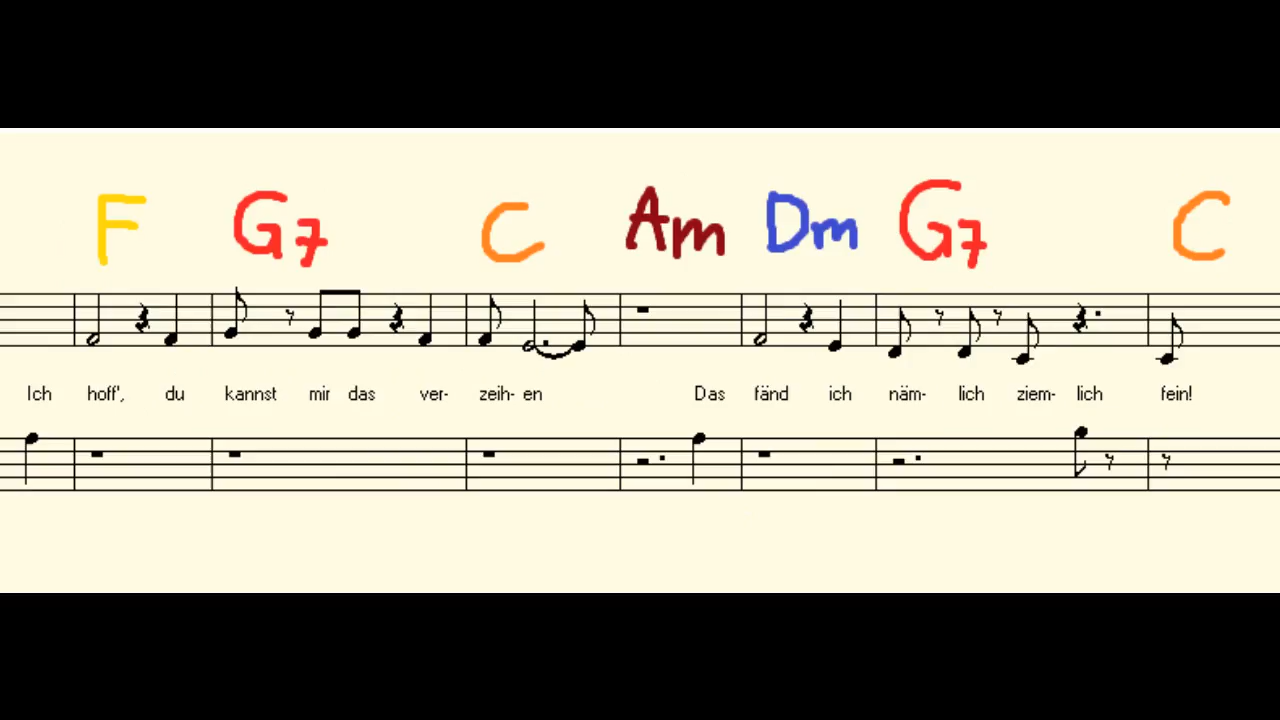 F G7 C Am Dm G7 C
Ich hoff', du kannst mir das ver- zeih- en Das fänd ich näm- lich ziem- lich fein!